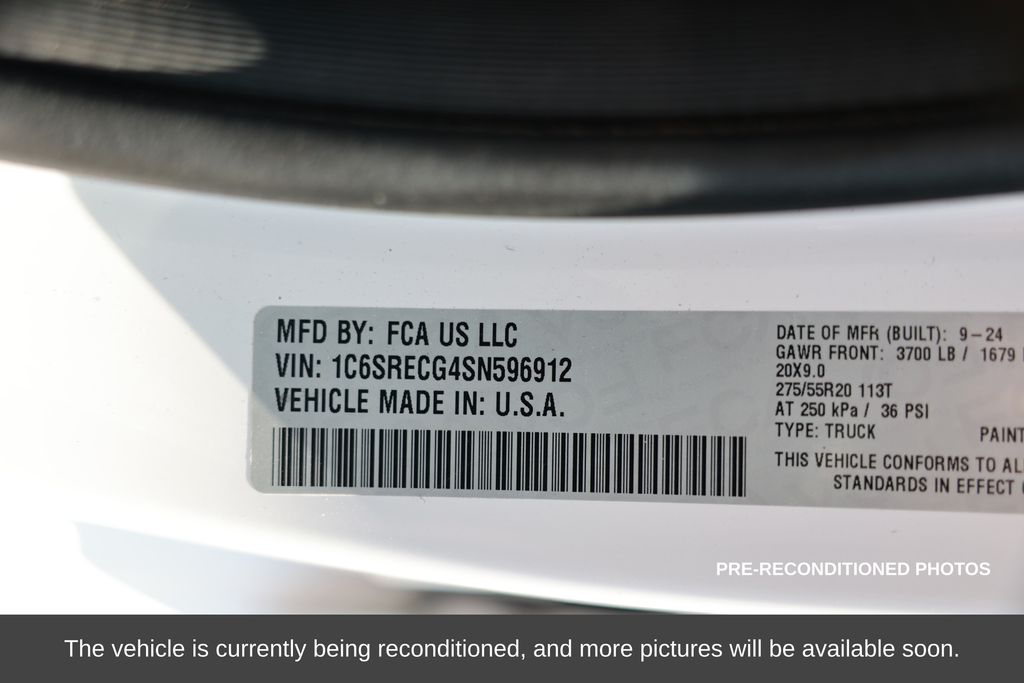 MFD BY: FCA US LLC
VIN: 1C6SRECG4SN596912
VEHICLE MADE IN: U.S.A.
DATE OF MFR (BUILT): 9-24
GAWR FRONT: 3700 LB / 1679
20X9.0
275/55R20 113T
AT 250 kPa / 36 PSI
TYPE: TRUCK PAINT
THIS VEHICLE CONFORMS TO AL
STANDARDS IN EFFECT
PRE-RECONDITIONED PHOTOS
The vehicle is currently being reconditioned, and more pictures will be available soon.